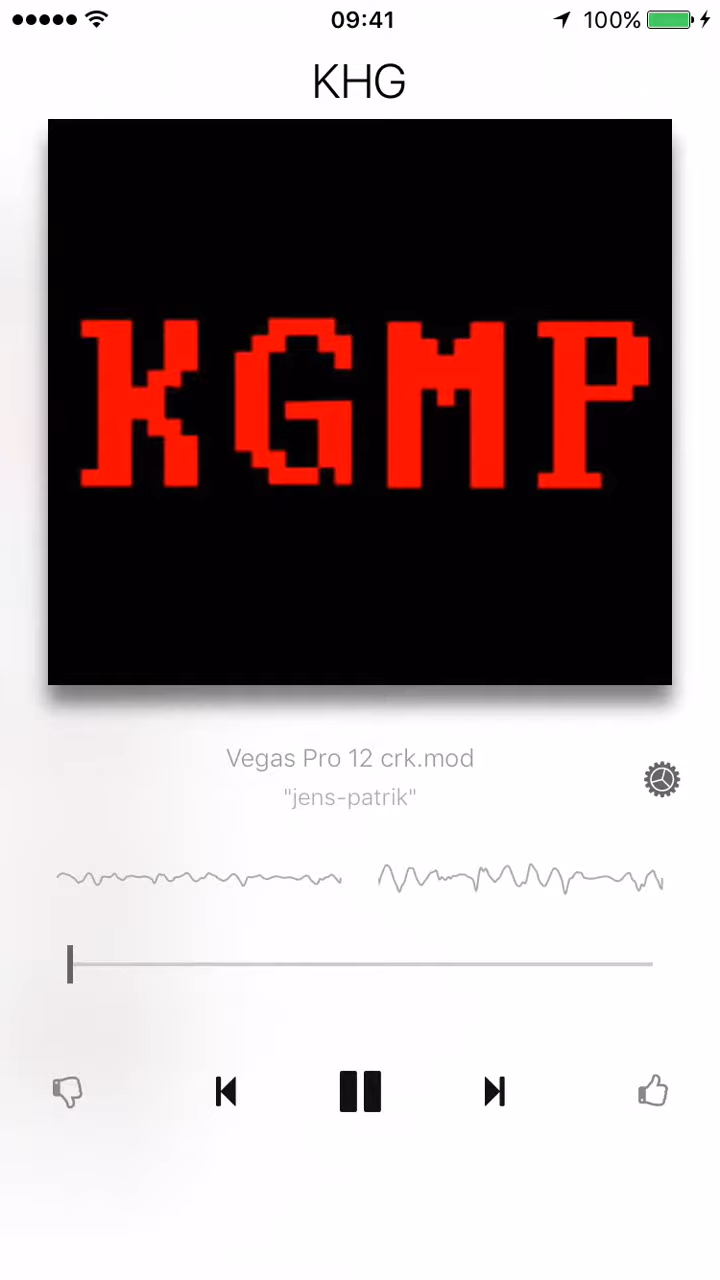 09:41
100%
KHG
KGMP
Vegas Pro 12 crk.mod
"jens-patrik"